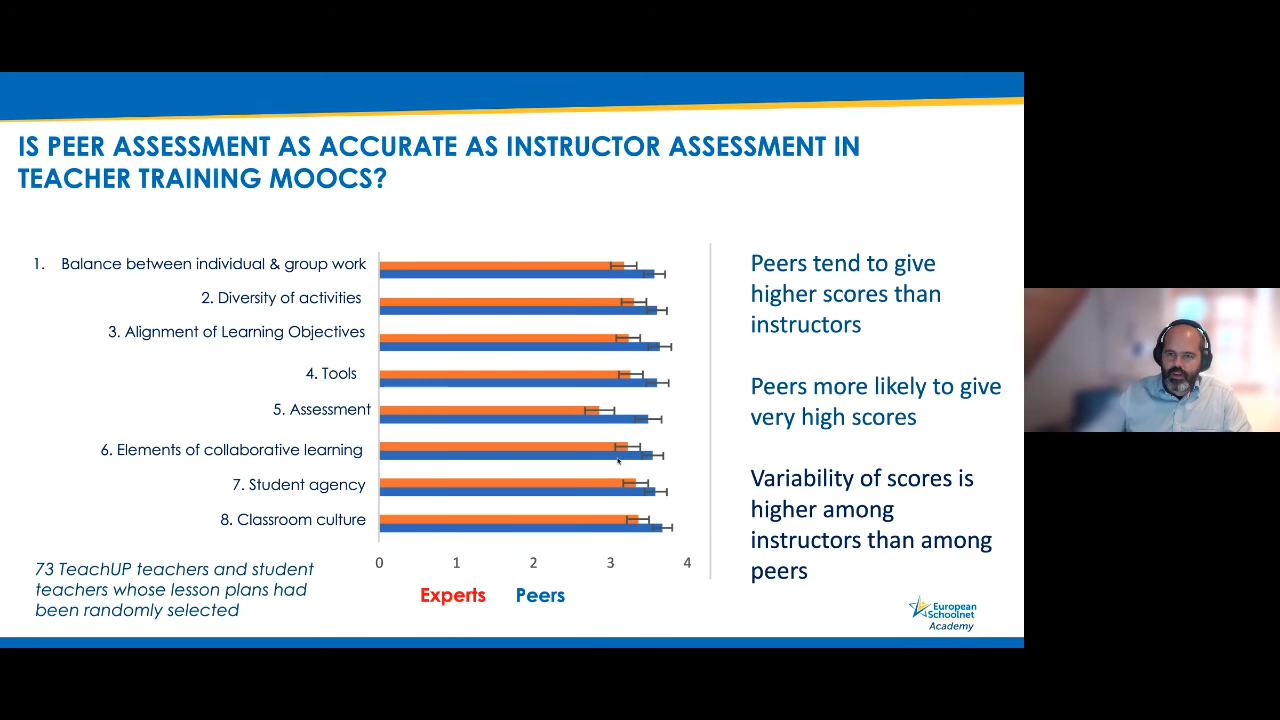 IS PEER ASSESSMENT AS ACCURATE AS INSTRUCTOR ASSESSMENT IN
TEACHER TRAINING MOOCS?
1. Balance between individual & group work
2. Diversity of activities
3. Alignment of Learning Objectives
4. Tools
5. Assessment
6. Elements of collaborative learning
7. Student agency
8. Classroom culture
0 1 2 3 4
Experts Peers
73 TeachUP teachers and student
teachers whose lesson plans had
been randomly selected
Peers tend to give
higher scores than
instructors
Peers more likely to give
very high scores
Variability of scores is
higher among
instructors than among
peers
European
Schoolnet
Academy